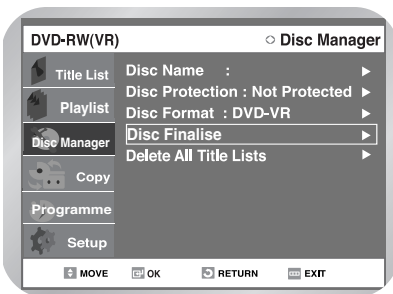 DVD-RW(VR) Disc Manager
Title List
Playlist
Disc Manager
Copy
Programme
Setup
Disc Name :
Disc Protection : Not Protected
Disc Format : DVD-VR
Disc Finalise
Delete All Title Lists
MOVE OK RETURN EXIT